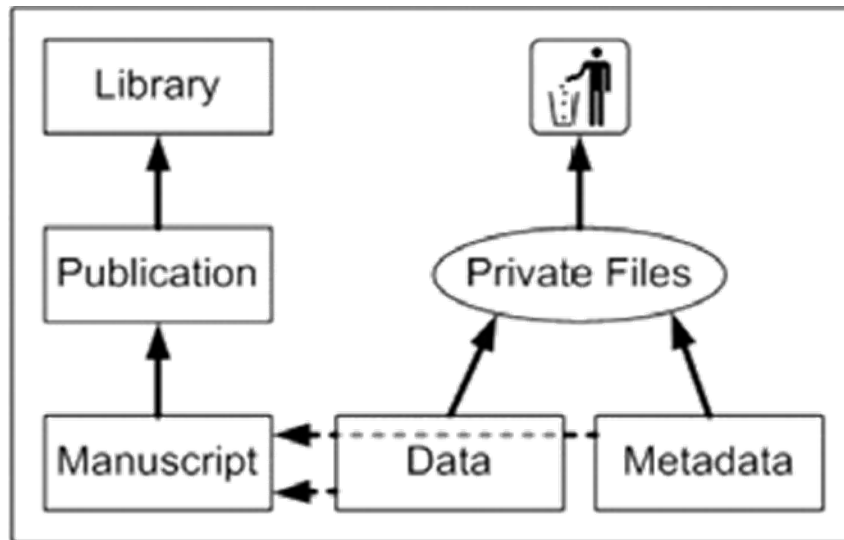 Library
Publication
Private Files
Manuscript
Data
Metadata